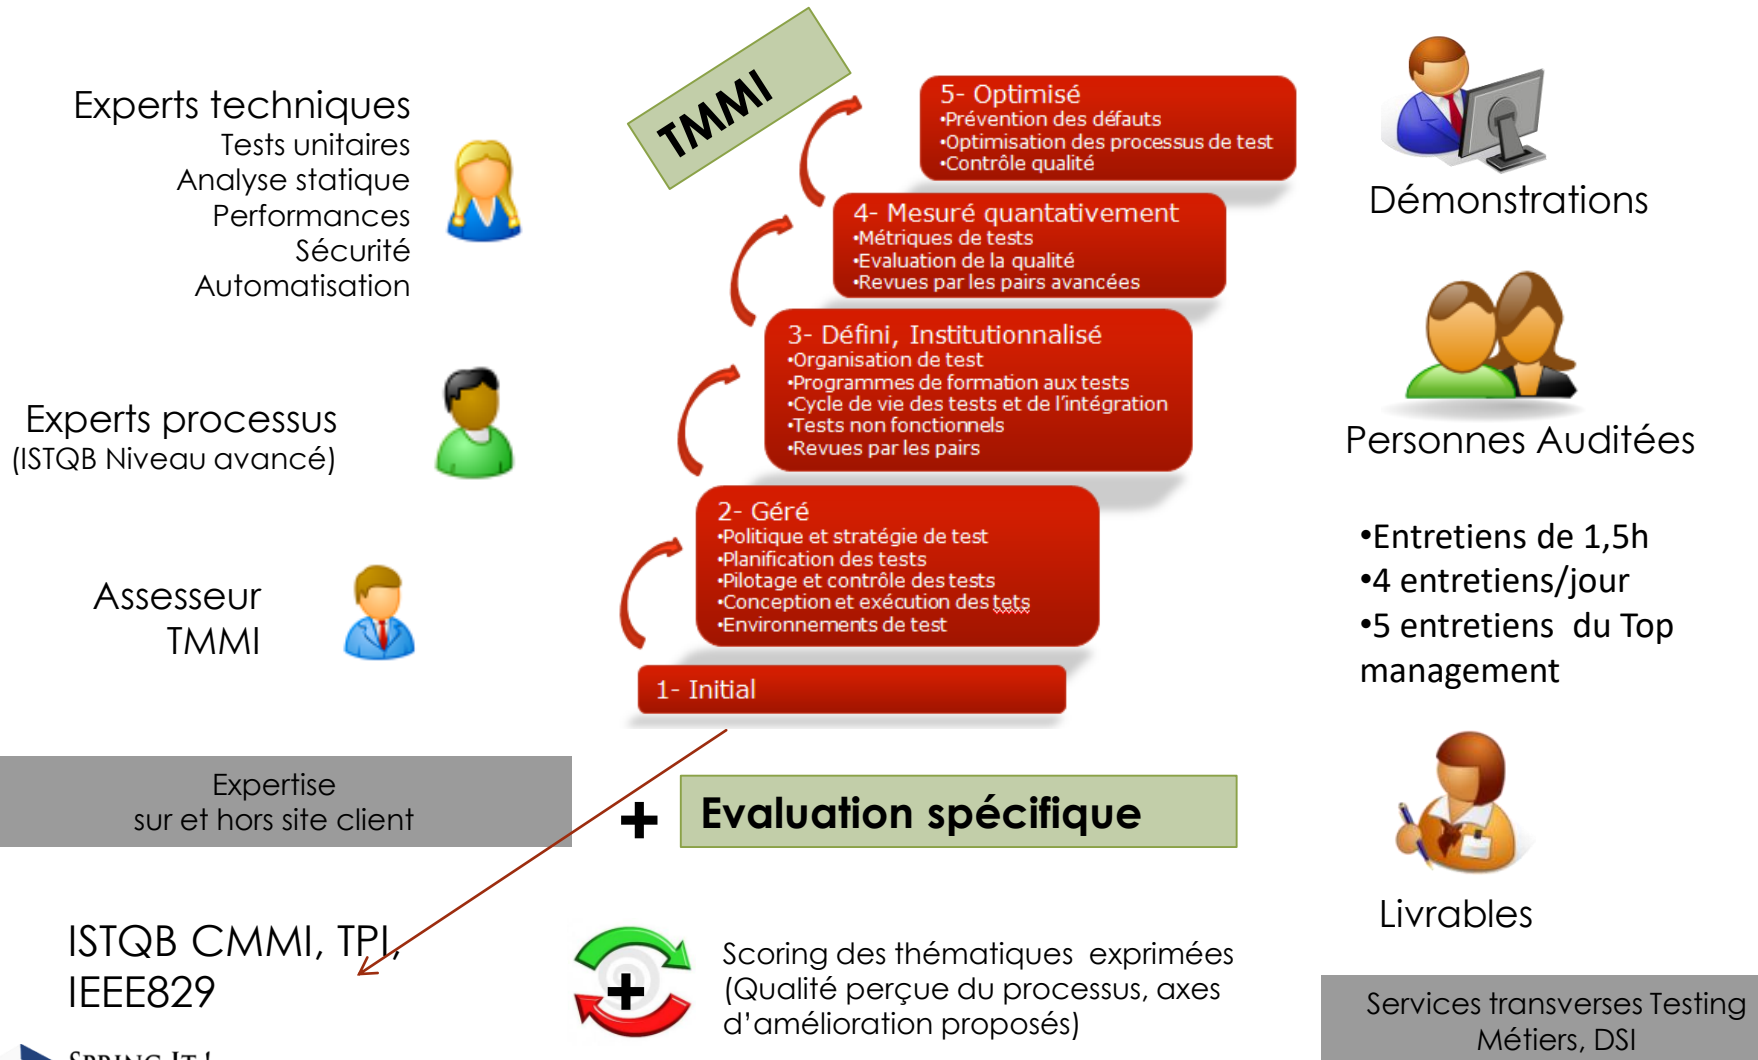 Experts techniques
Tests unitaires
Analyse statique
Performances
Sécurité
Automatisation
Experts processus
(ISTQB Niveau avancé)
Assesseur
TMMI
Expertise
sur et hors site client
ISTQB CMMI, TPI,
IEEE829
TMMI
5- Optimisé
•Prévention des défauts
•Optimisation des processus de test
•Contrôle qualité
4- Mesuré quantativement
•Métriques de tests
•Evaluation de la qualité
•Revues par les pairs avancées
3- Défini, Institutionnalisé
•Organisation de test
•Programmes de formation aux tests
•Cycle de vie des tests et de l'intégration
•Tests non fonctionnels
•Revues par les pairs
2- Géré
•Politique et stratégie de test
•Planification des tests
•Pilotage et contrôle des tests
•Conception et exécution des tets
•Environnements de test
1- Initial
+ Evaluation spécifique
+
Scoring des thématiques exprimées
(Qualité perçue du processus, axes
d'amélioration proposés)
Démonstrations
Personnes Auditées
•Entretiens de 1,5h
•4 entretiens/jour
•5 entretiens du Top
management
Livrables
Services transverses Testing
Métiers, DSI
SPRING IT !